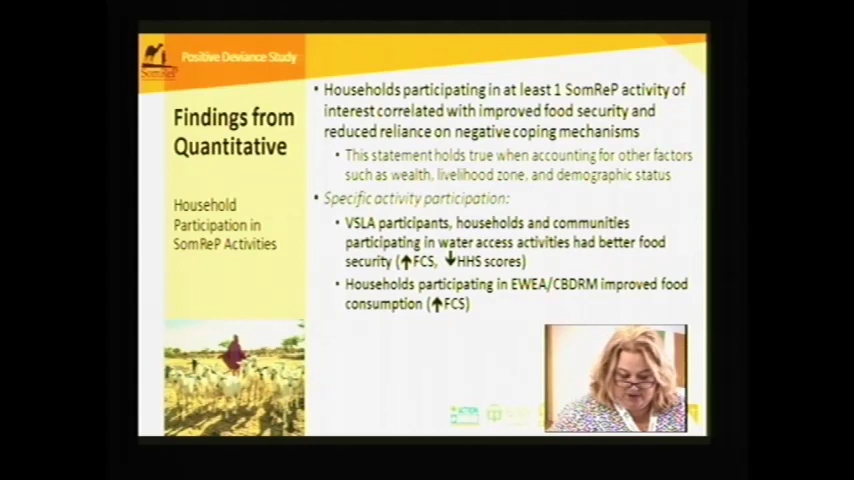 Positive Deviance Study
SomReP
Findings from
Quantitative
Household
Participation in
SomReP Activities
• Households participating in at least 1 SomReP activity of
interest correlated with improved food security and
reduced reliance on negative coping mechanisms
• This statement holds true when accounting for other factors
such as wealth, livelihood zone, and demographic status
• Specific activity participation:
• VSLA participants, households and communities
participating in water access activities had better food
security (↑FCS, ↓HHS scores)
• Households participating in EWEA/CBDRM improved food
consumption (↑FCS)
ACTION